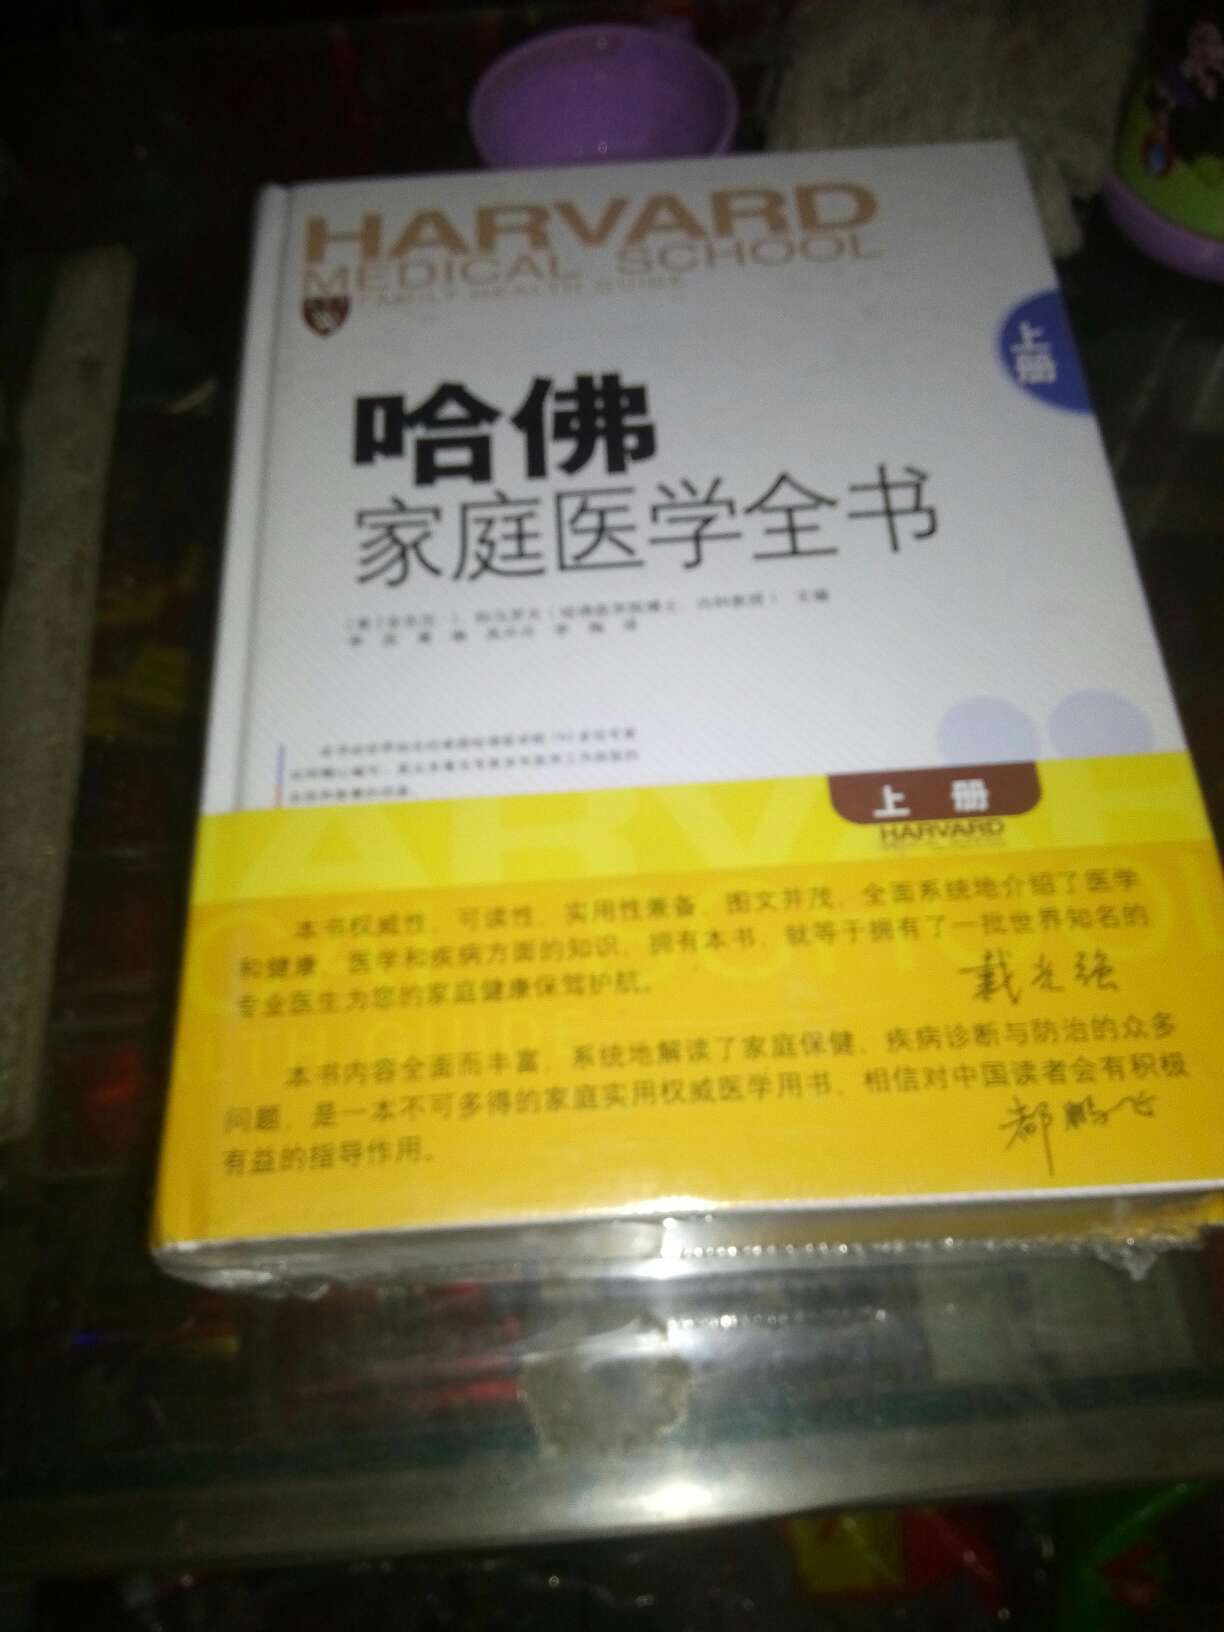 HARVARD
MEDICAL SCHOOL
FAMILY HEALTH GUIDE
上册
哈佛
家庭医学全书
上 册
HARVARD
本书权威性、可读性、实用性兼备，图文并茂，全面系统地介绍了医学
和健康、医学和疾病方面的知识，拥有本书，就等于拥有了一批世界知名的
专业医生为您的家庭健康保驾护航。
本书内容全面而丰富，系统地解读了家庭保健、疾病诊断与防治的众多
问题，是一本不可多得的家庭实用权威医学用书，相信对中国读者会有积极
有益的指导作用。